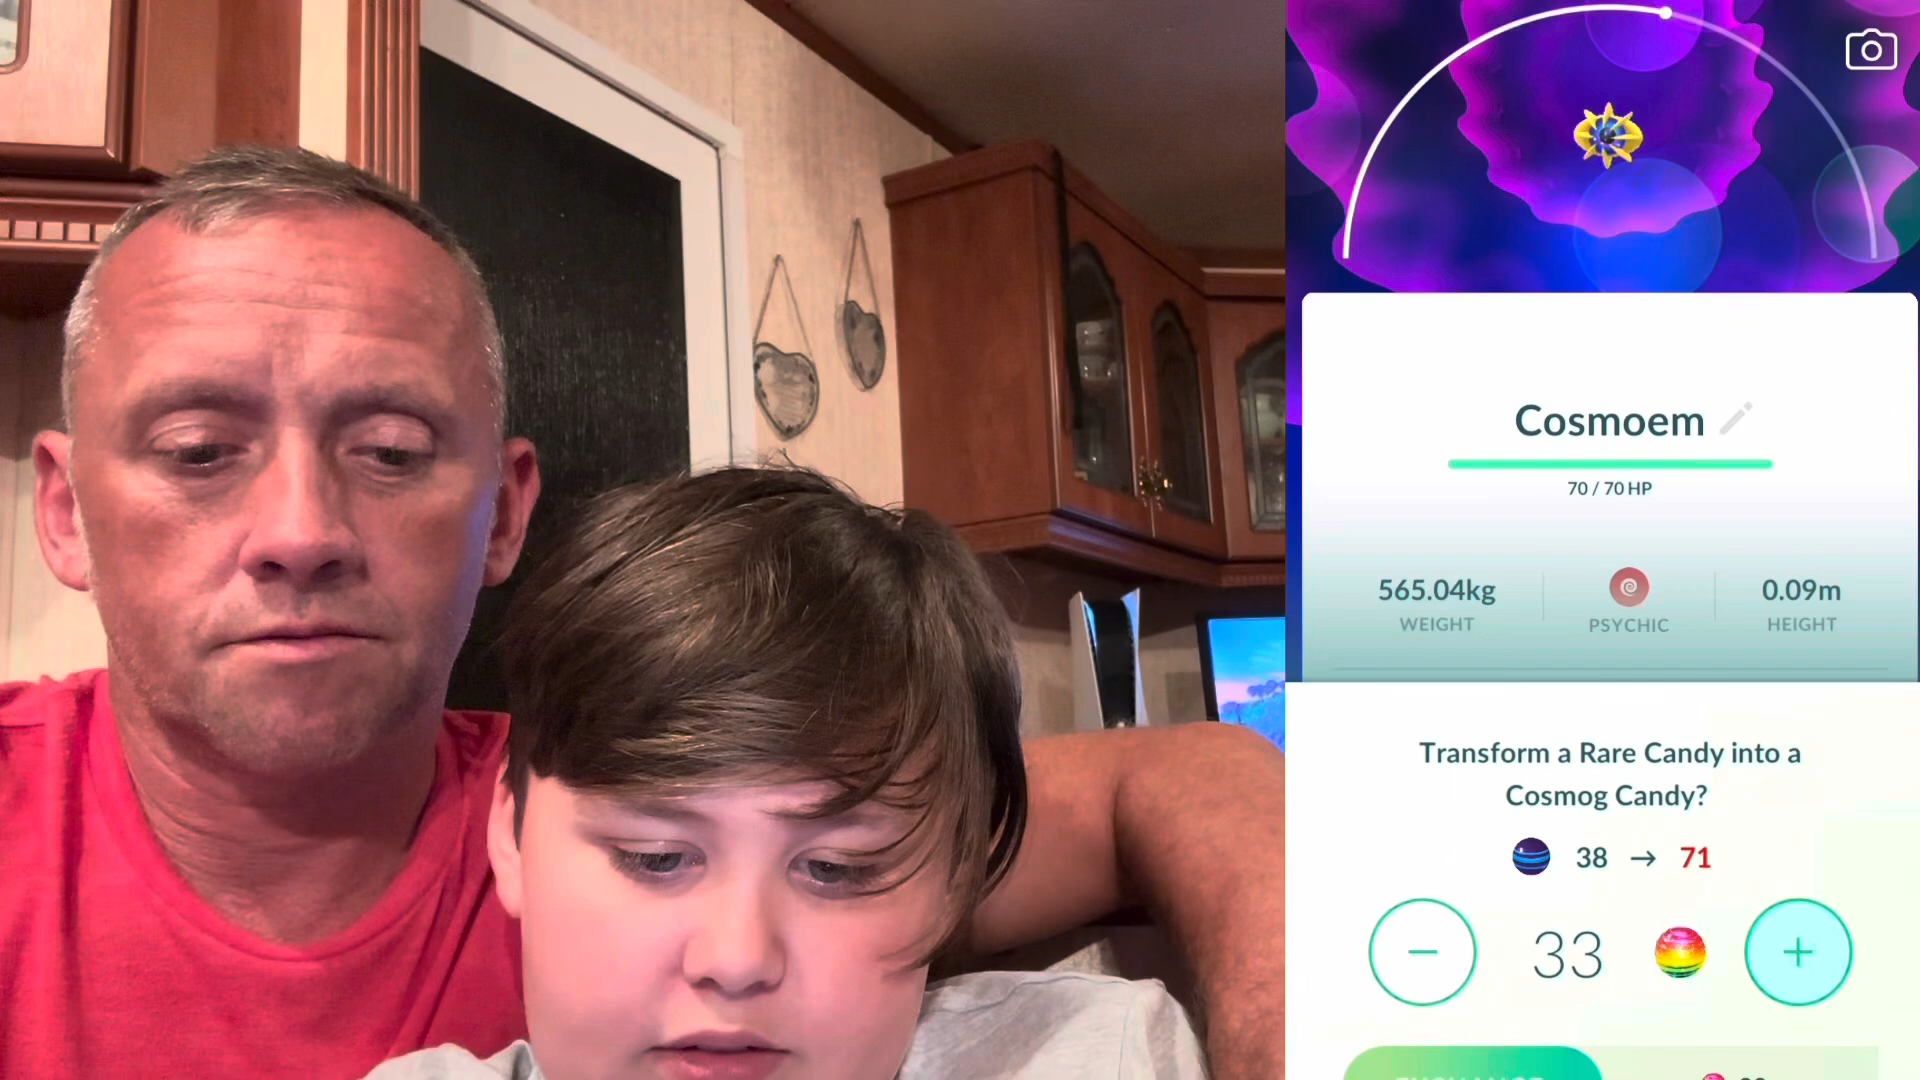 Cosmoem
70 / 70 HP
565.04kg
WEIGHT
PSYCHIC
0.09m
HEIGHT
Transform a Rare Candy into a
Cosmog Candy?
38 → 71
33